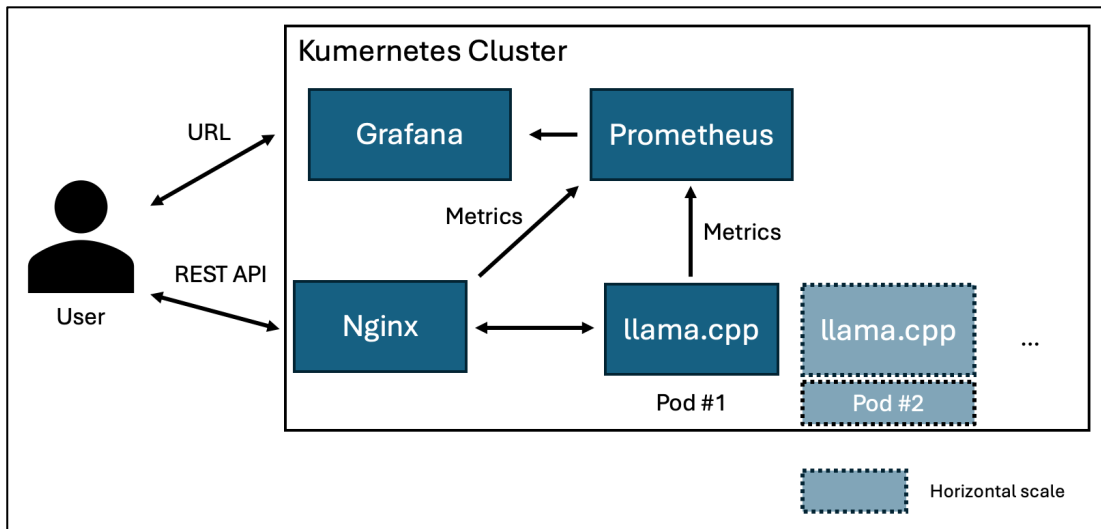 Kumernetes Cluster
Grafana
Prometheus
URL
Metrics
Metrics
REST API
User
Nginx
llama.cpp
llama.cpp
...
Pod #1
Pod #2
Horizontal scale